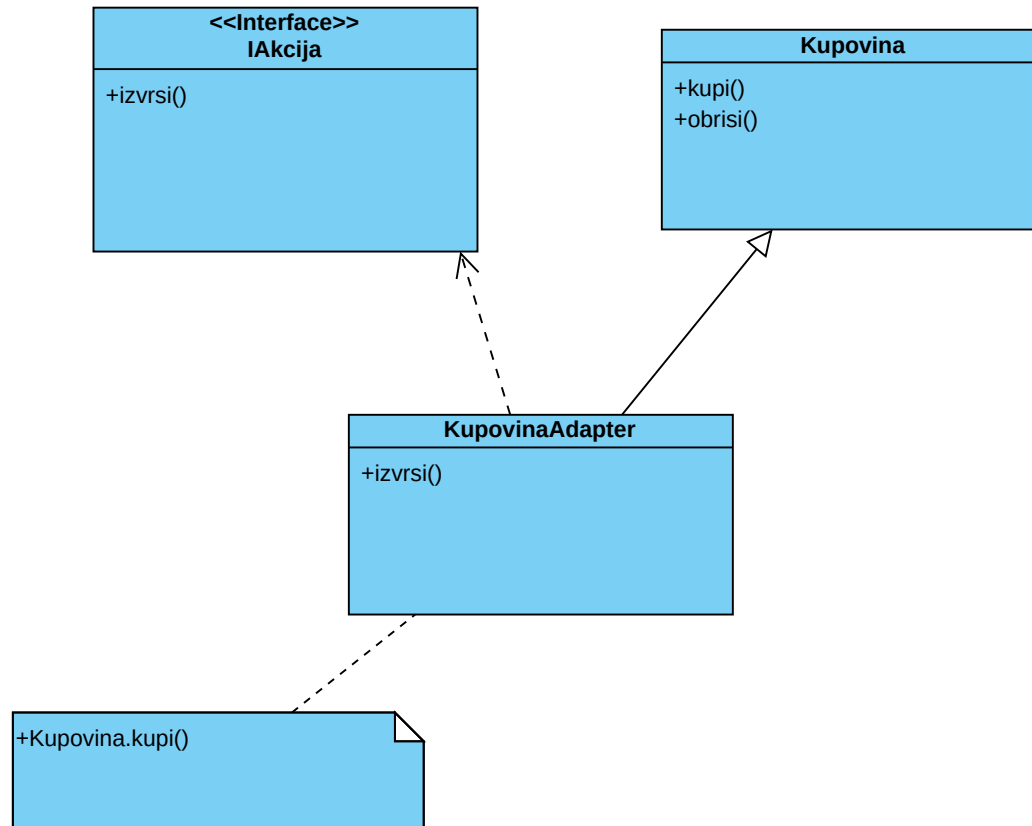 <<Interface>>
IAkcija
+izvrsi()
Kupovina
+kupi()
+obrisi()
KupovinaAdapter
+izvrsi()
+Kupovina.kupi()